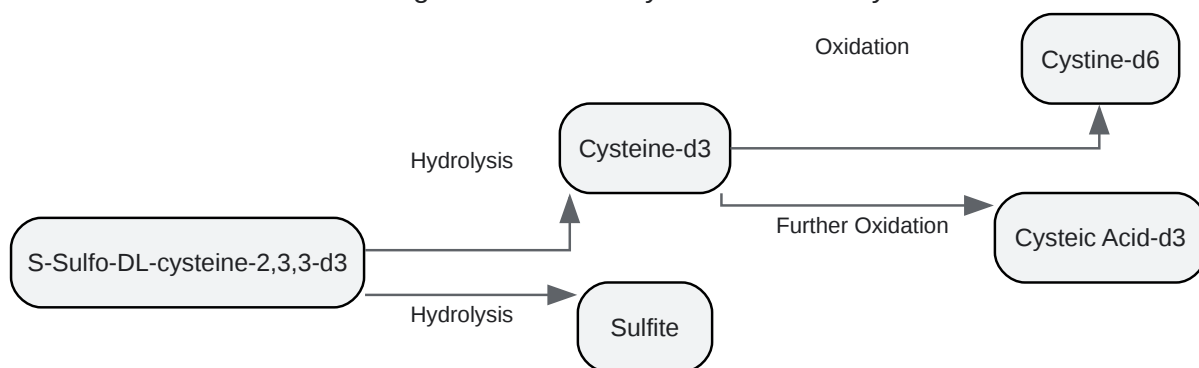 Oxidation
Cystine-d6
Hydrolysis
Cysteine-d3
Further Oxidation
Cysteic Acid-d3
S-Sulfo-DL-cysteine-2,3,3-d3
Hydrolysis
Sulfite